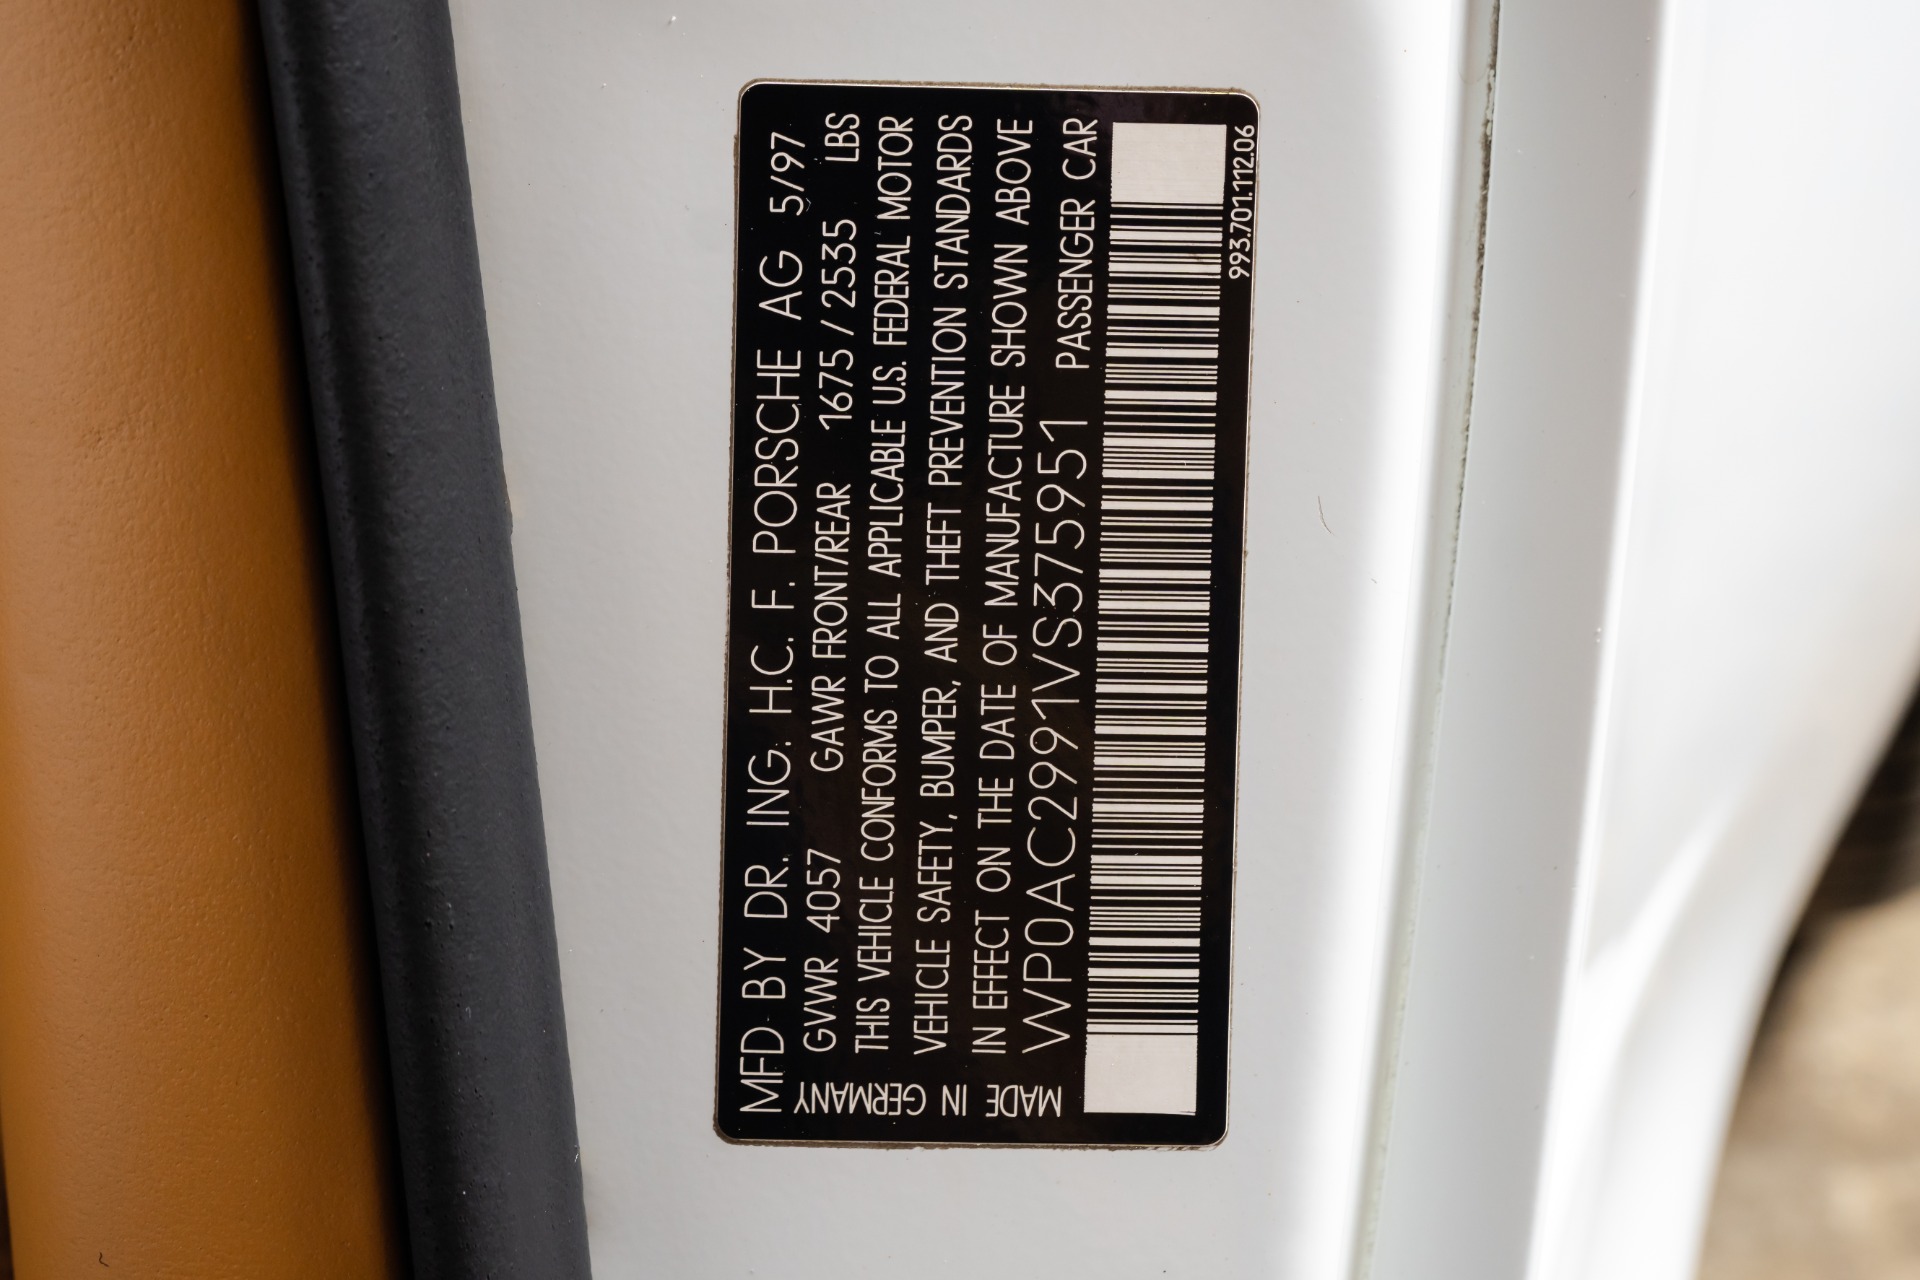 MFD BY DR. ING. H.C. F. PORSCHE AG 5/97
GVWR 4057 GAWR FRONT/REAR 1675 / 2535 LBS
THIS VEHICLE CONFORMS TO ALL APPLICABLE U.S. FEDERAL MOTOR
VEHICLE SAFETY, BUMPER, AND THEFT PREVENTION STANDARDS
IN EFFECT ON THE DATE OF MANUFACTURE SHOWN ABOVE
WP0AC2991VS375951 PASSENGER CAR
MADE IN GERMANY
993.701.112.06